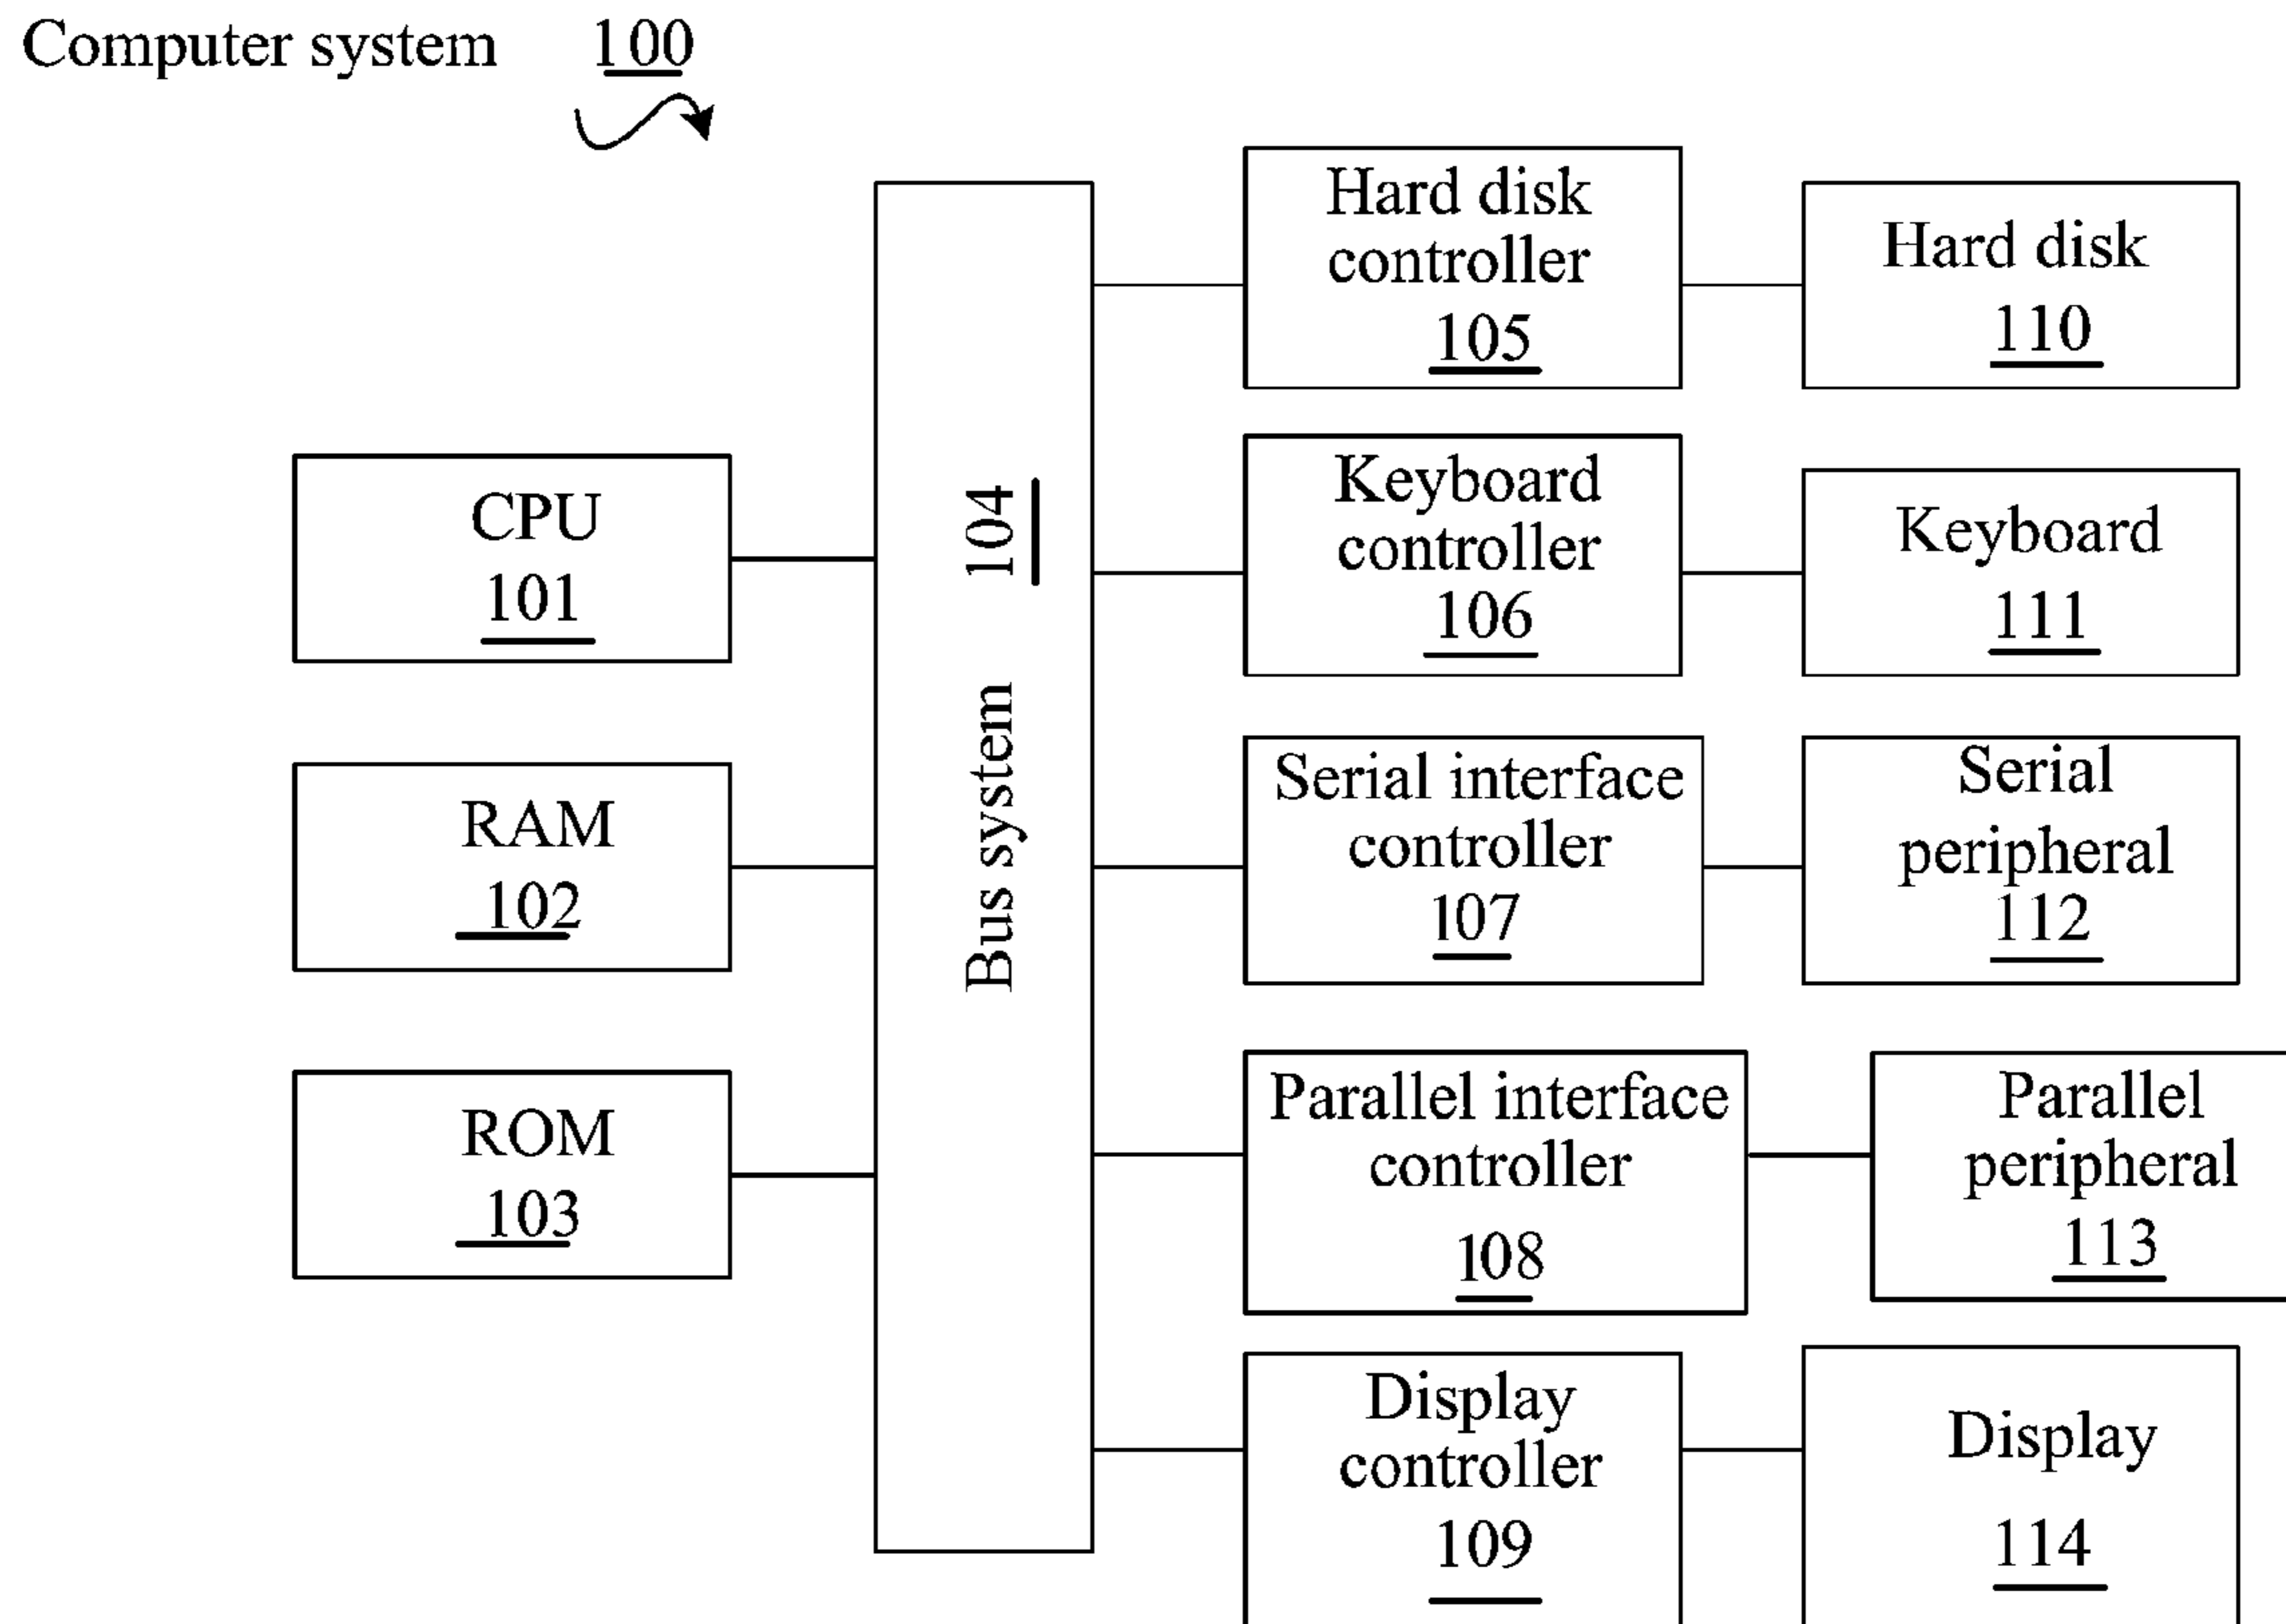 Computer system 100
Hard disk
controller
105
Hard disk
110
CPU
101
Bus system 104
Keyboard
controller
106
Keyboard
111
RAM
102
Serial interface
controller
107
Serial
peripheral
112
ROM
103
Parallel interface
controller
108
Parallel
peripheral
113
Display
controller
109
Display
114